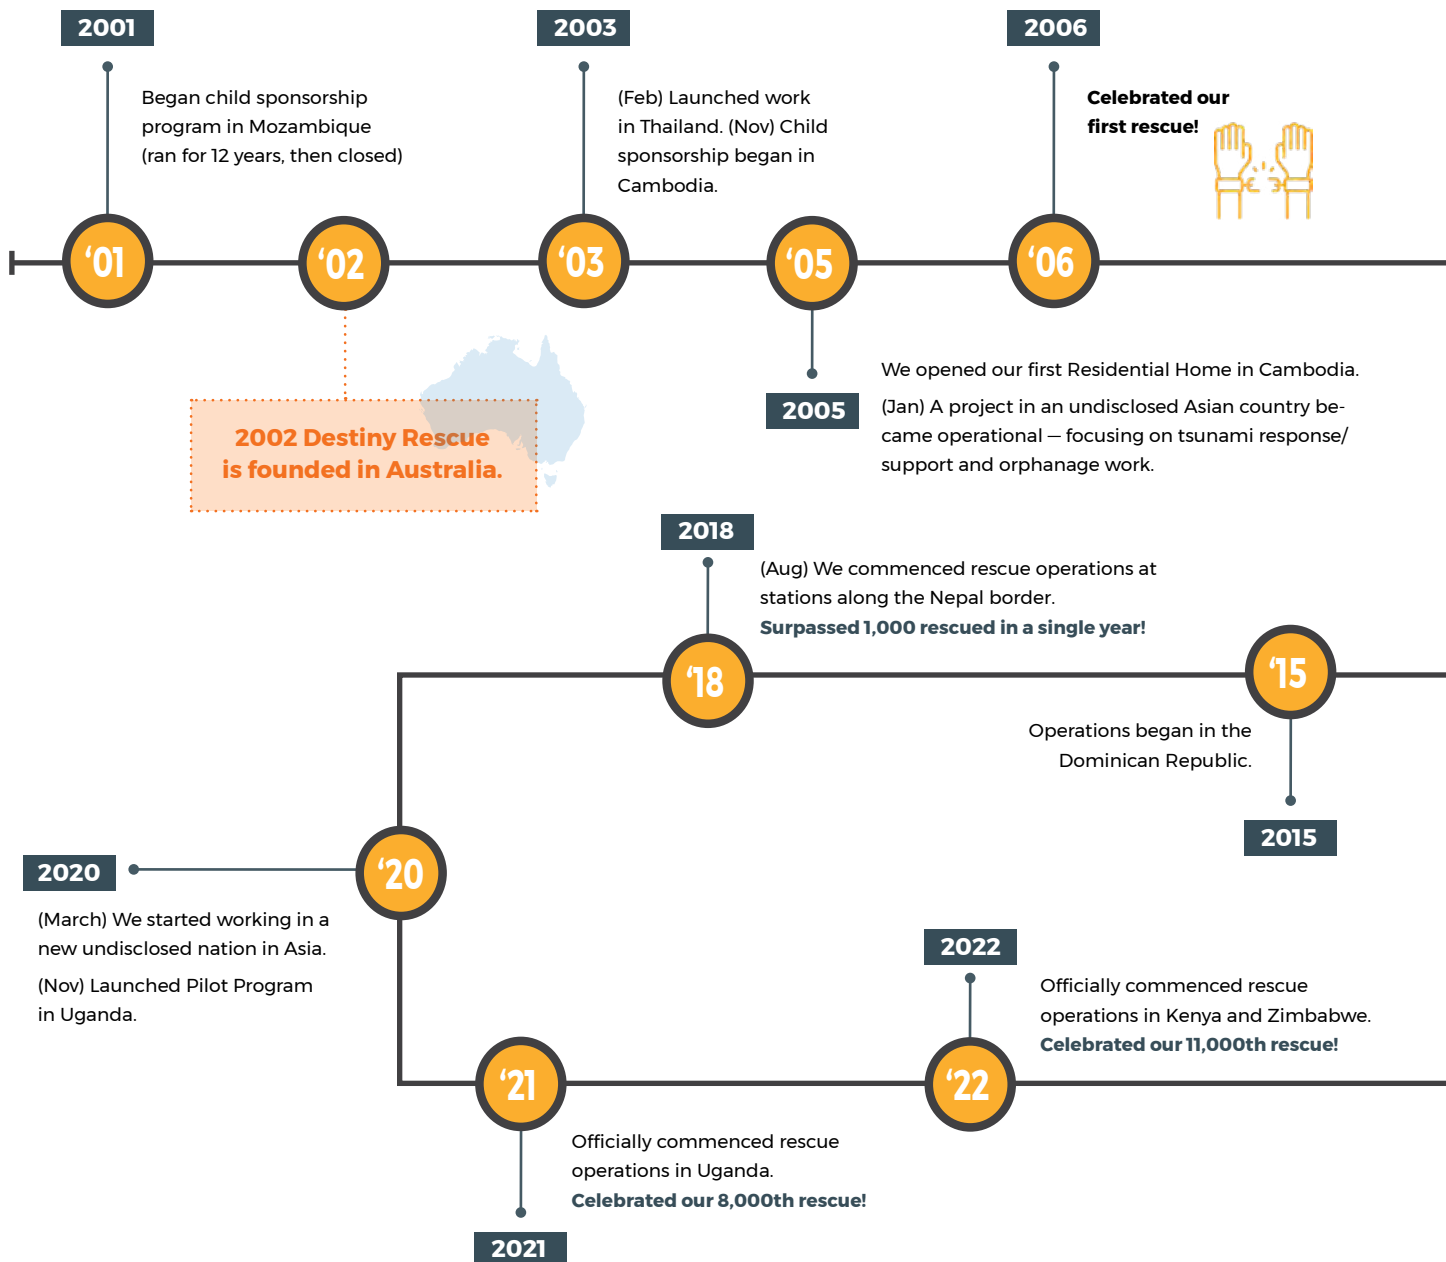 2001
Began child sponsorship
program in Mozambique
(ran for 12 years, then closed)
2003
(Feb) Launched work
in Thailand. (Nov) Child
sponsorship began in
Cambodia.
2006
Celebrated our
first rescue!
‘01
‘02
‘03
‘05
‘06
2002 Destiny Rescue
is founded in Australia.
2005
We opened our first Residential Home in Cambodia.
(Jan) A project in an undisclosed Asian country be-
came operational — focusing on tsunami response/
support and orphanage work.
2018
(Aug) We commenced rescue operations at
stations along the Nepal border.
Surpassed 1,000 rescued in a single year!
‘18
‘15
Operations began in the
Dominican Republic.
2015
2020
‘20
(March) We started working in a
new undisclosed nation in Asia.
(Nov) Launched Pilot Program
in Uganda.
2022
Officially commenced rescue
operations in Kenya and Zimbabwe.
Celebrated our 11,000th rescue!
‘21
‘22
Officially commenced rescue
operations in Uganda.
Celebrated our 8,000th rescue!
2021